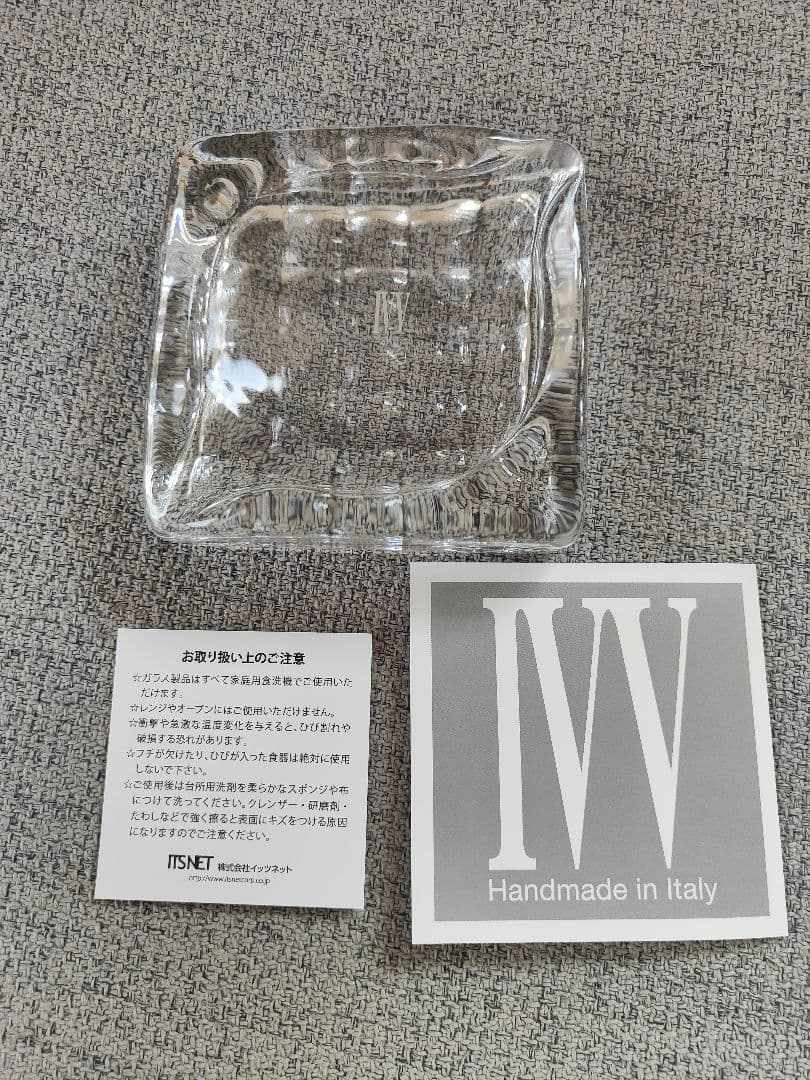 IVV
お取り扱い上のご注意
☆ガラス製品はすべて家庭用食洗機でご使用いた
だけます。
☆レンジやオーブンにはご使用いただけません。
☆衝撃や急激な温度変化を与えると、ひび割れや
破損する恐れがあります。
☆フチが欠けたり、ひびが入った食器は絶対に使用
しないで下さい。
☆ご使用後は台所用洗剤を柔らかなスポンジや布
につけて洗ってください。クレンザー・研磨剤・
たわしなどで強く擦ると表面にキズをつける原因
になりますのでご注意ください。
ITSNET 株式会社イッツネット
http://www.itsnetcorp.co.jp
IVV
Handmade in Italy